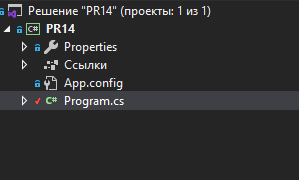 Решение "PR14" (проекты: 1 из 1)
C# PR14
Properties
Ссылки
App.config
C# Program.cs